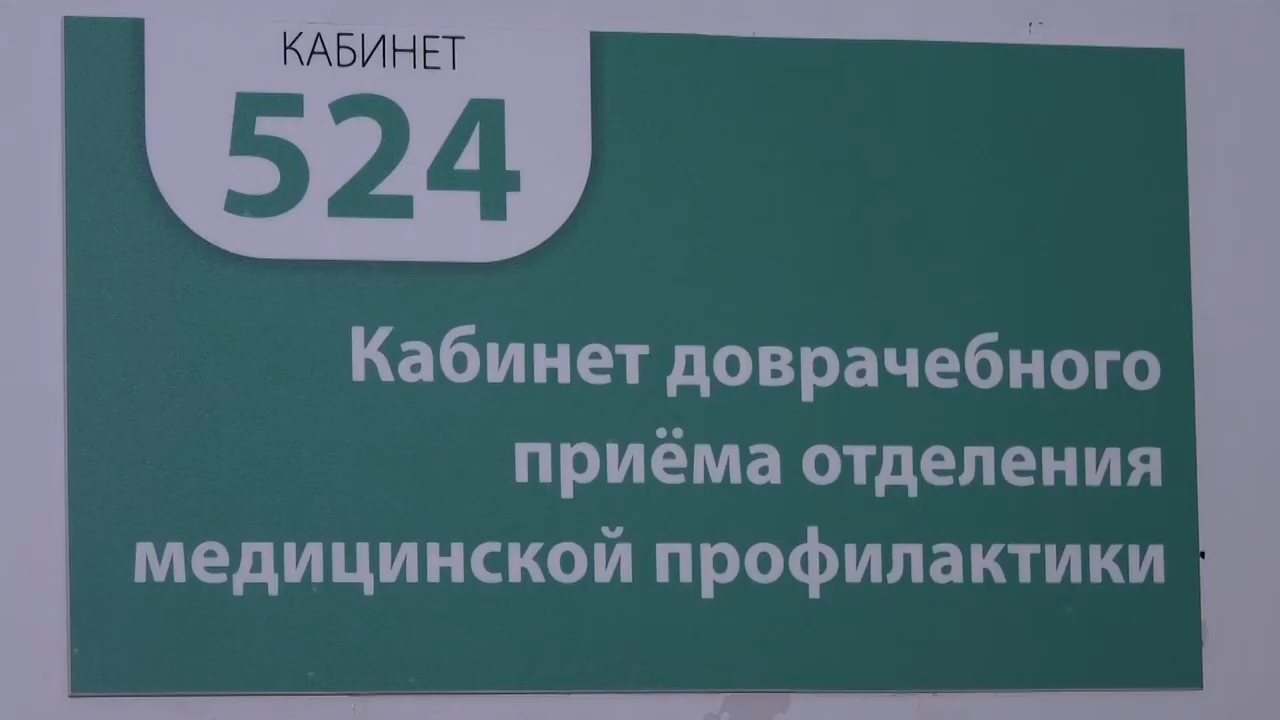 КАБИНЕТ
524
Кабинет доврачебного
приёма отделения
медицинской профилактики